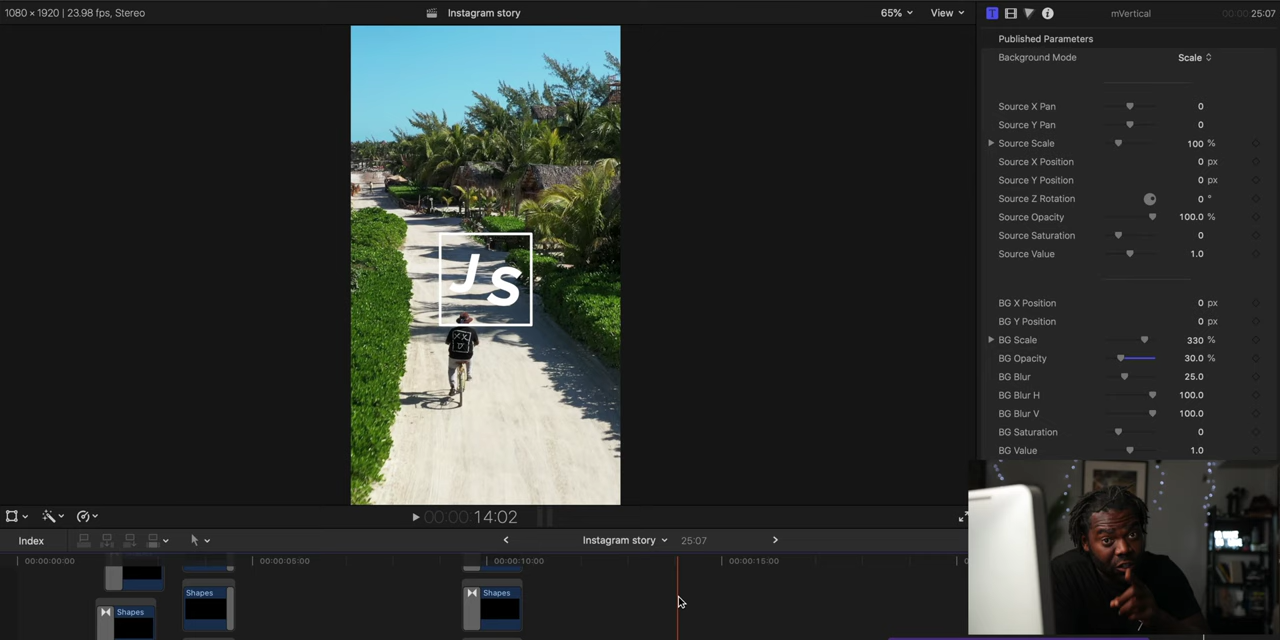 1080 × 1920 | 23.98 fps, Stereo
Instagram story
65%
View
mVertical
00:00:25:07
Published Parameters
Background Mode Scale
Source X Pan 0
Source Y Pan 0
Source Scale 100 %
Source X Position 0 px
Source Y Position 0 px
Source Z Rotation 0 °
Source Opacity 100.0 %
Source Saturation 0
Source Value 1.0
BG X Position 0 px
BG Y Position 0 px
BG Scale 330 %
BG Opacity 30.0 %
BG Blur 25.0
BG Blur H 100.0
BG Blur V 100.0
BG Saturation 0
BG Value 1.0
JS
00:00:14:02
Index
Instagram story
25:07
00:00:00:00
00:00:05:00
00:00:10:00
00:00:15:00
Shapes
Shapes
Shapes